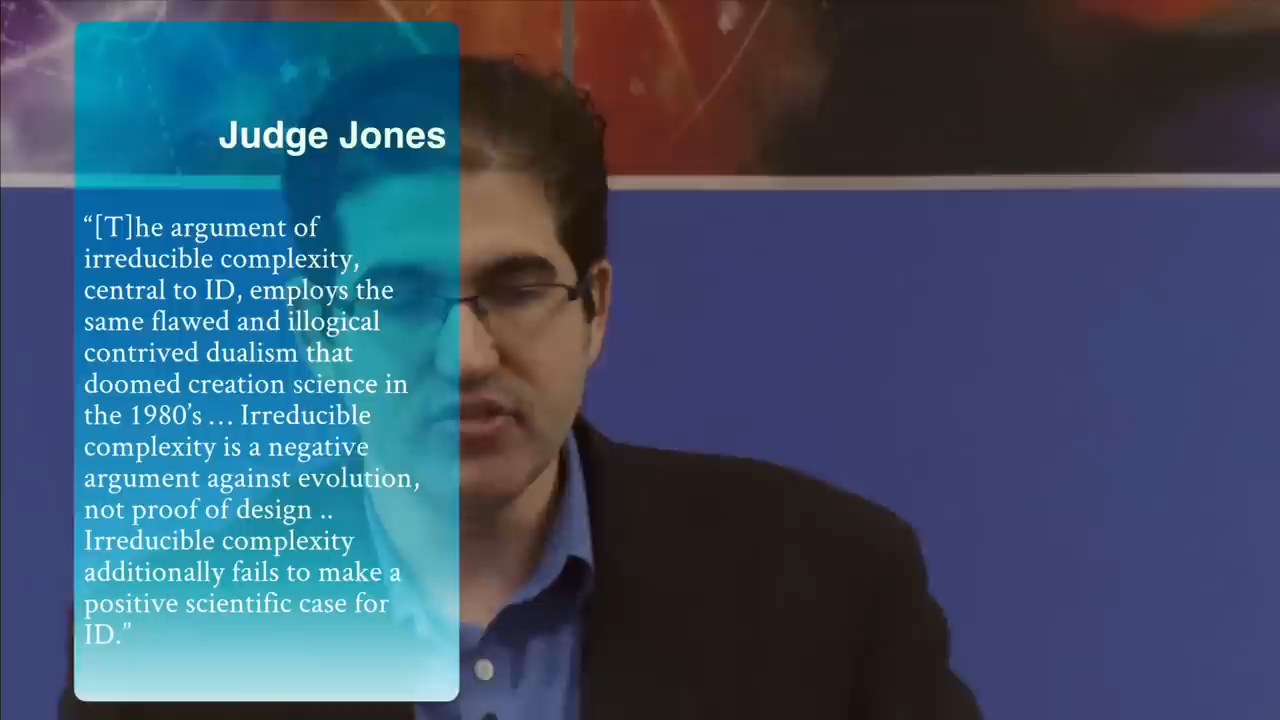 Judge Jones
“[T]he argument of
irreducible complexity,
central to ID, employs the
same flawed and illogical
contrived dualism that
doomed creation science in
the 1980’s … Irreducible
complexity is a negative
argument against evolution,
not proof of design ..
Irreducible complexity
additionally fails to make a
positive scientific case for
ID.”